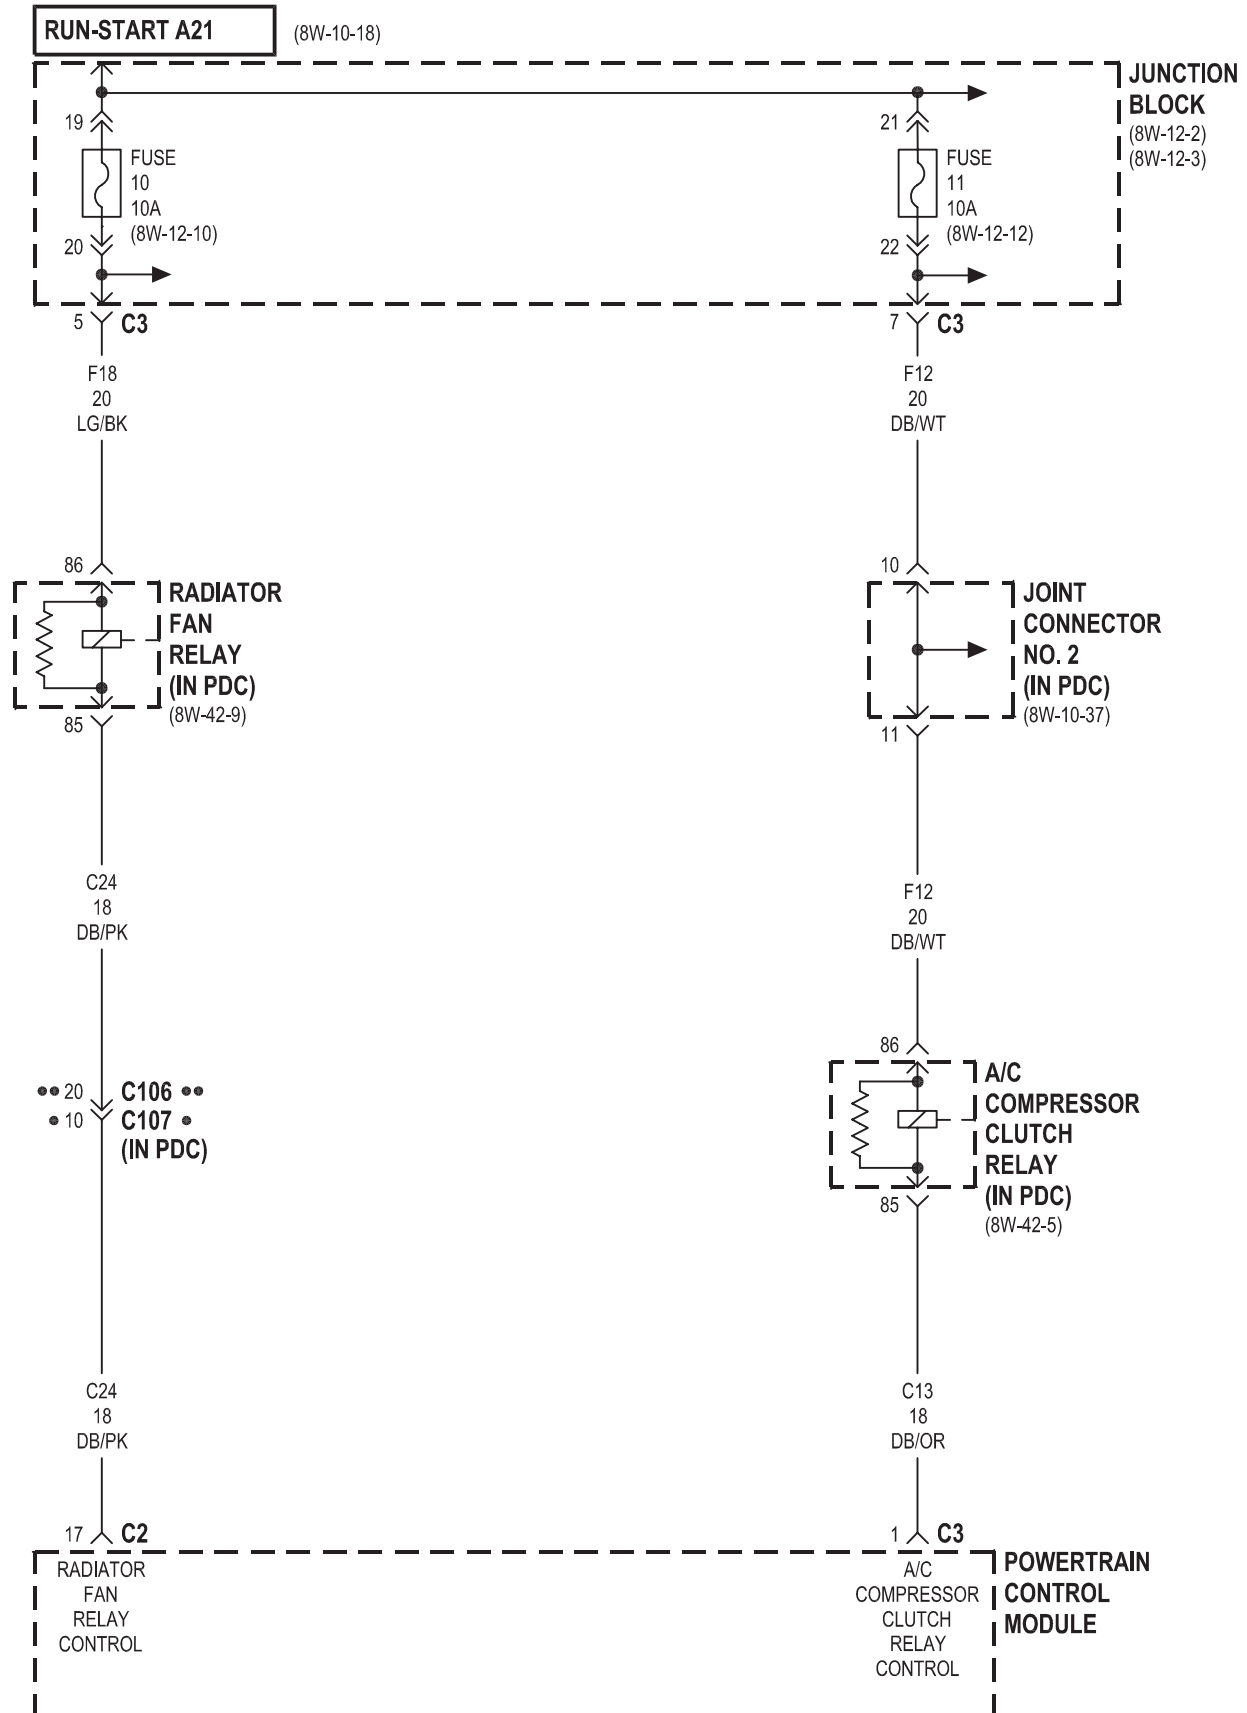 RUN-START A21 (8W-10-18)
JUNCTION
BLOCK
(8W-12-2)
(8W-12-3)
19
FUSE
10
10A
(8W-12-10)
20
21
FUSE
11
10A
(8W-12-12)
22
5 C3
7 C3
F18
20
LG/BK
F12
20
DB/WT
86
RADIATOR
FAN
RELAY
(IN PDC)
(8W-42-9)
85
10
JOINT
CONNECTOR
NO. 2
(IN PDC)
(8W-10-37)
11
C24
18
DB/PK
F12
20
DB/WT
•• 20 C106 ••
• 10 C107 •
(IN PDC)
86
A/C
COMPRESSOR
CLUTCH
RELAY
(IN PDC)
(8W-42-5)
85
C24
18
DB/PK
C13
18
DB/OR
17 C2
1 C3
RADIATOR
FAN
RELAY
CONTROL
A/C
COMPRESSOR
CLUTCH
RELAY
CONTROL
POWERTRAIN
CONTROL
MODULE